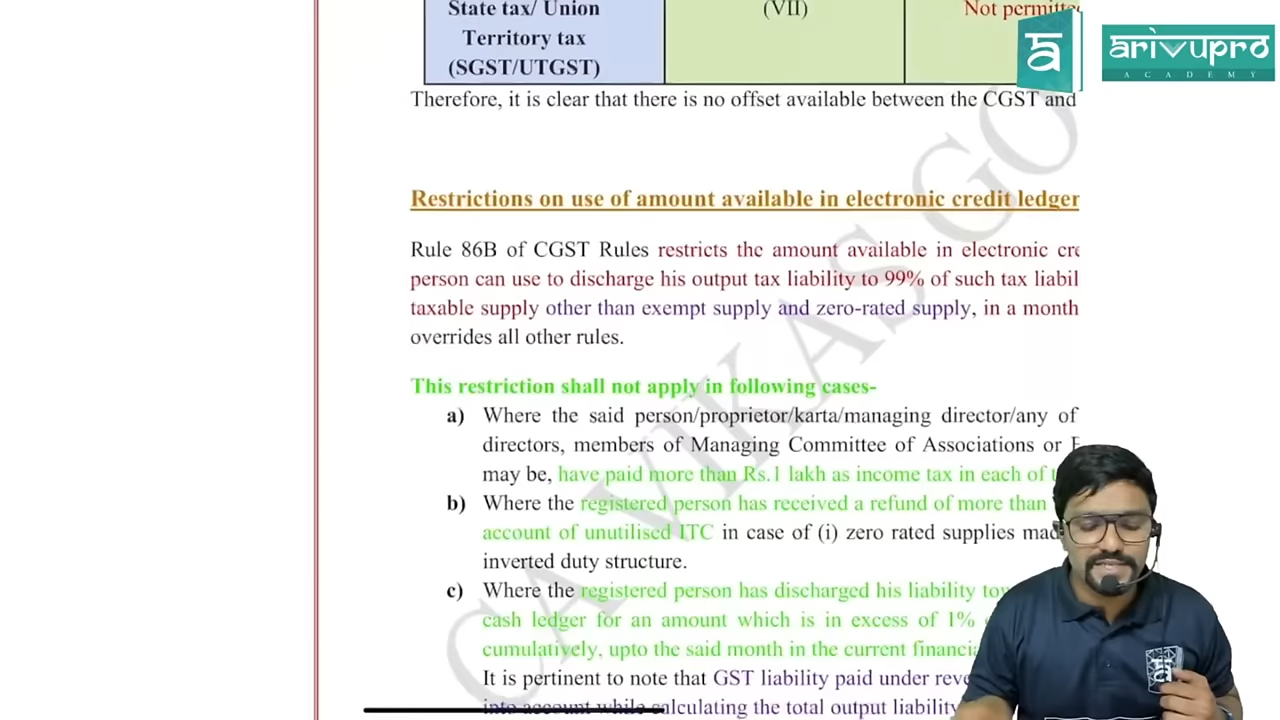 State tax/ Union
Territory tax
(SGST/UTGST)
(VII)
Not permitted
ā
arivupro
ACADEMY
Therefore, it is clear that there is no offset available between the CGST and
Restrictions on use of amount available in electronic credit ledger
Rule 86B of CGST Rules restricts the amount available in electronic
person can use to discharge his output tax liability to 99% of such tax
taxable supply other than exempt supply and zero-rated supply, in a month
overrides all other rules.
This restriction shall not apply in following cases-
a) Where the said person/proprietor/karta/managing director/any of
directors, members of Managing Committee of Associations or
may be, have paid more than Rs.1 lakh as income tax in each of
b) Where the registered person has received a refund of more than
account of unutilised ITC in case of (i) zero rated supplies
inverted duty structure.
c) Where the registered person has discharged his liability
cash ledger for an amount which is in excess of 1%
cumulatively, upto the said month in the current
It is pertinent to note that GST liability paid under
into account while calculating the total output liability
CA VIKAS GO